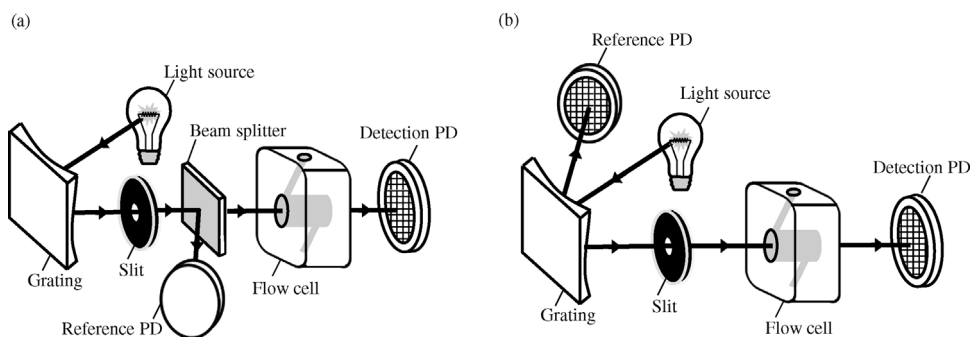 (a)
Light source
Beam splitter
Detection PD
Grating
Slit
Reference PD
Flow cell
(b)
Reference PD
Light source
Detection PD
Grating
Slit
Flow cell